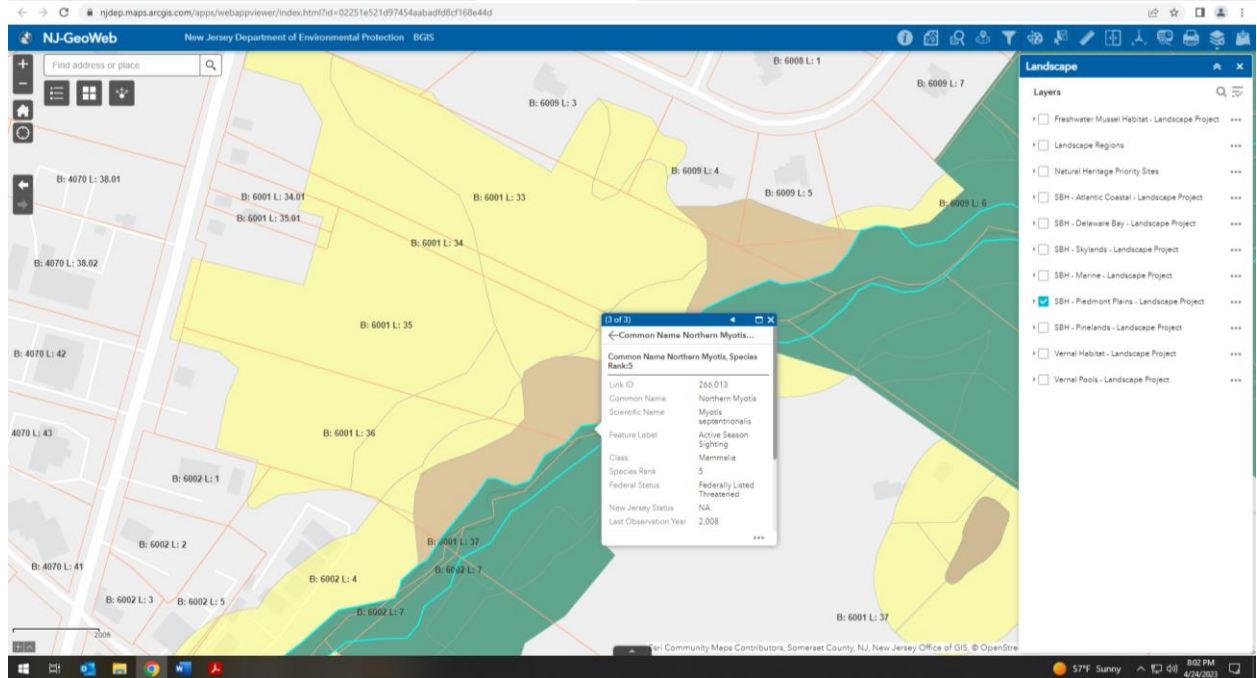 njdep.maps.arcgis.com/apps/webappviewer/index.html?id=02251e521d97454aabadfd8cf168e44d
NJ-GeoWeb
New Jersey Department of Environmental Protection BGIS
Find address or place
B: 6008 L: 1
B: 6009 L: 7
B: 6009 L: 3
B: 6009 L: 4
B: 6009 L: 5
B: 6009 L: 6
B: 4070 L: 38.01
B: 6001 L: 34.01
B: 6001 L: 33
B: 6001 L: 35.01
B: 6001 L: 34
B: 4070 L: 38.02
B: 6001 L: 35
B: 4070 L: 42
4070 L: 43
B: 6001 L: 36
B: 6002 L: 1
B: 6002 L: 2
B: 6001 L: 37
B: 4070 L: 41
B: 6002 L: 4
B: 6002 L: 7
B: 6002 L: 3
B: 6002 L: 5
B: 6002 L: 7
B: 6001 L: 37
200ft
(3 of 3)
Common Name Northern Myotis...
Common Name Northern Myotis, Species
Rank:5
Link ID 266,013
Common Name Northern Myotis
Scientific Name Myotis
septentrionalis
Feature Label Active Season
Sighting
Class Mammalia
Species Rank 5
Federal Status Federally Listed
Threatened
New Jersey Status NA
Last Observation Year 2,008
Landscape
Layers
Freshwater Mussel Habitat - Landscape Project
Landscape Regions
Natural Heritage Priority Sites
SBH - Atlantic Coastal - Landscape Project
SBH - Delaware Bay - Landscape Project
SBH - Skylands - Landscape Project
SBH - Marine - Landscape Project
SBH - Piedmont Plains - Landscape Project
SBH - Pinelands - Landscape Project
Vernal Habitat - Landscape Project
Vernal Pools - Landscape Project
Esri Community Maps Contributors, Somerset County, NJ, New Jersey Office of GIS, © OpenStre
57°F Sunny
8:02 PM
4/24/2023